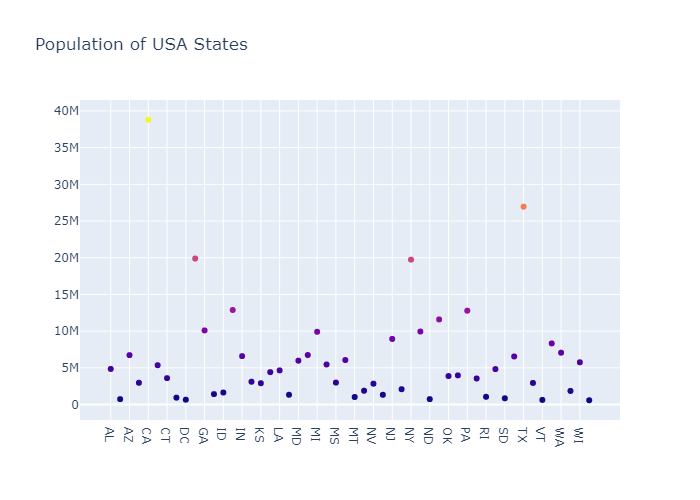 Population of USA States
40M
35M
30M
25M
20M
15M
10M
5M
0
AL
AZ
CA
CT
DC
GA
ID
IN
KS
LA
MD
MI
MS
MT
NV
NJ
NY
ND
OK
PA
RI
SD
TX
VT
WA
WI